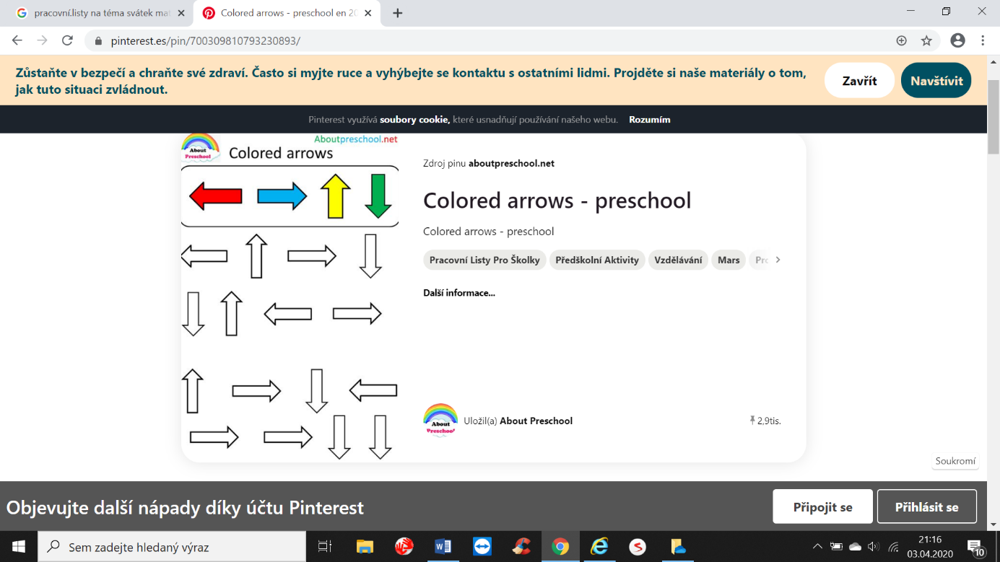 pracovní.listy na téma svátek mat
Colored arrows - preschool en 20
pinterest.es/pin/700309810793230893/
Zůstaňte v bezpečí a chraňte své zdraví. Často si myjte ruce a vyhýbejte se kontaktu s ostatními lidmi. Projděte si naše materiály o tom,
jak tuto situaci zvládnout.
Zavřít
Navštívit
Pinterest využívá soubory cookie, které usnadňují používání našeho webu. Rozumím
About
Preschool
Aboutpreschool.net
Colored arrows
Zdroj pinu aboutpreschool.net
Colored arrows - preschool
Colored arrows - preschool
Pracovní Listy Pro Školky
Předškolní Aktivity
Vzdělávání
Mars
Pro
Další informace...
About
Preschool
Uložil(a) About Preschool
2,9tis.
Soukromí
Objevujte další nápady díky účtu Pinterest
Připojit se
Přihlásit se
Sem zadejte hledaný výraz
21:16
03.04.2020
10